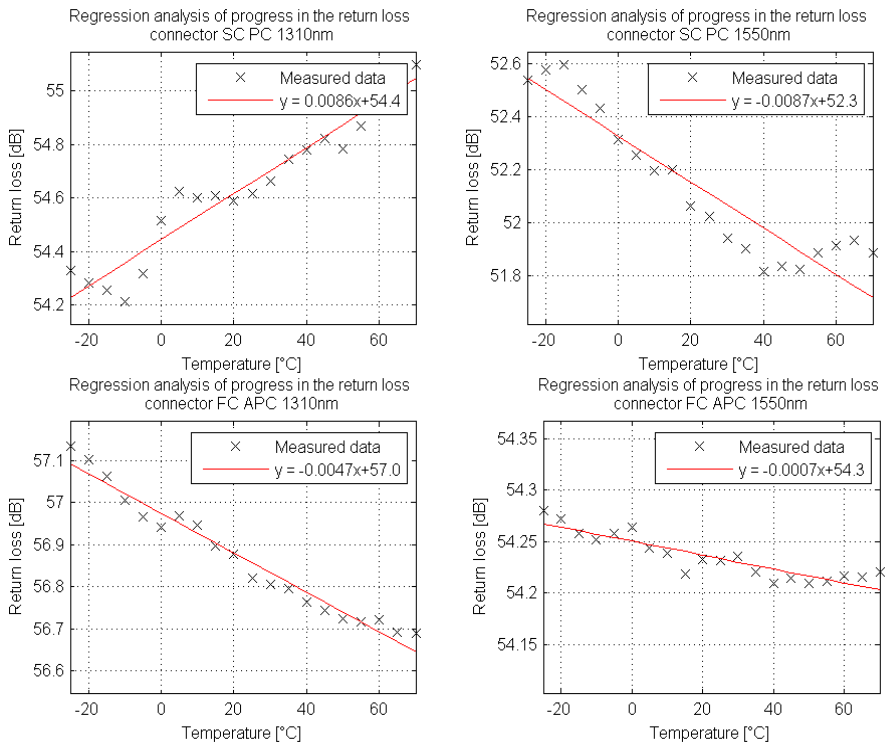 Regression analysis of progress in the return loss
connector SC PC 1310nm
55
54.8
54.6
54.4
54.2
Return loss [dB]
Measured data
y = 0.0086x+54.4
-20
0
20
40
60
Temperature [°C]
Regression analysis of progress in the return loss
connector SC PC 1550nm
52.6
52.4
52.2
52
51.8
Return loss [dB]
Measured data
y = -0.0087x+52.3
-20
0
20
40
60
Temperature [°C]
Regression analysis of progress in the return loss
connector FC APC 1310nm
57.1
57
56.9
56.8
56.7
56.6
Return loss [dB]
Measured data
y = -0.0047x+57.0
-20
0
20
40
60
Temperature [°C]
Regression analysis of progress in the return loss
connector FC APC 1550nm
54.35
54.3
54.25
54.2
54.15
Return loss [dB]
Measured data
y = -0.0007x+54.3
-20
0
20
40
60
Temperature [°C]